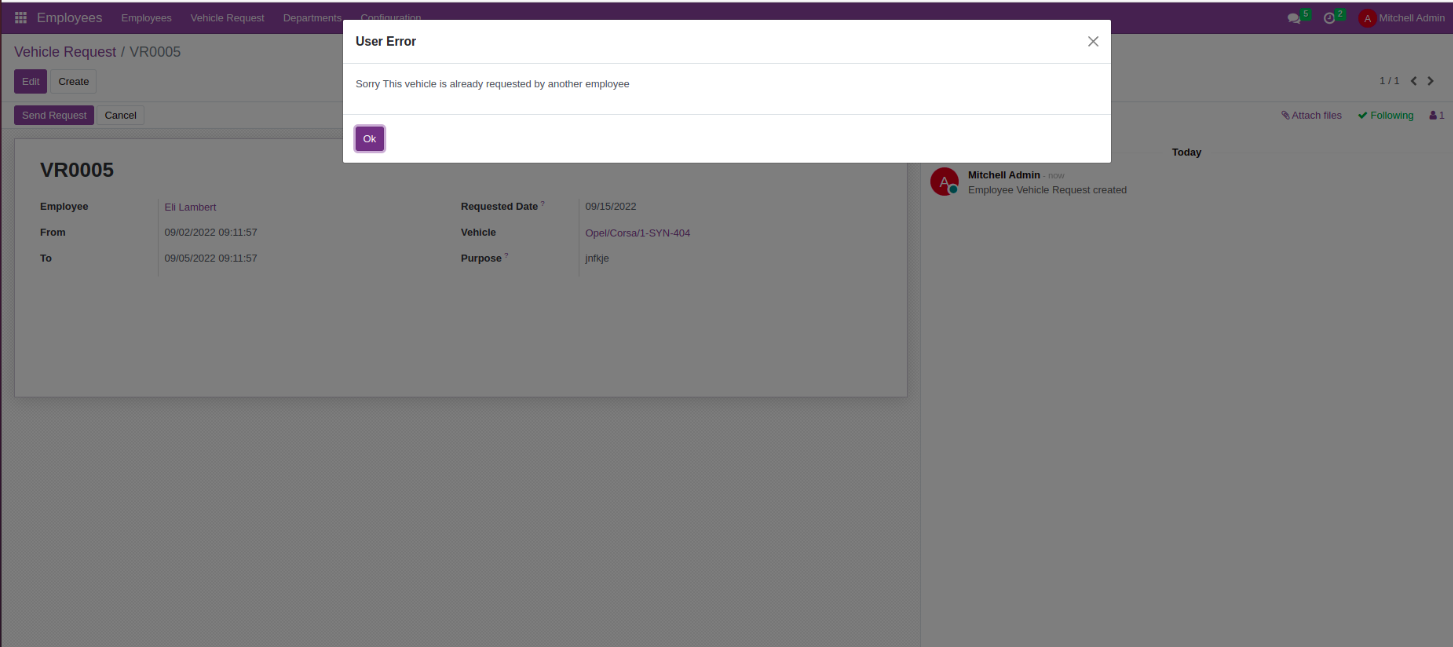 Employees Employees Vehicle Request Departments Configuration 5 2 A Mitchell Admin
User Error
Vehicle Request / VR0005
Edit Create
1 / 1
Sorry This vehicle is already requested by another employee
Send Request Cancel
Attach files Following 1
Ok
Today
VR0005
A Mitchell Admin - now
Employee Vehicle Request created
Employee Eli Lambert Requested Date ? 09/15/2022
From 09/02/2022 09:11:57 Vehicle Opel/Corsa/1-SYN-404
To 09/05/2022 09:11:57 Purpose ? jnfkje